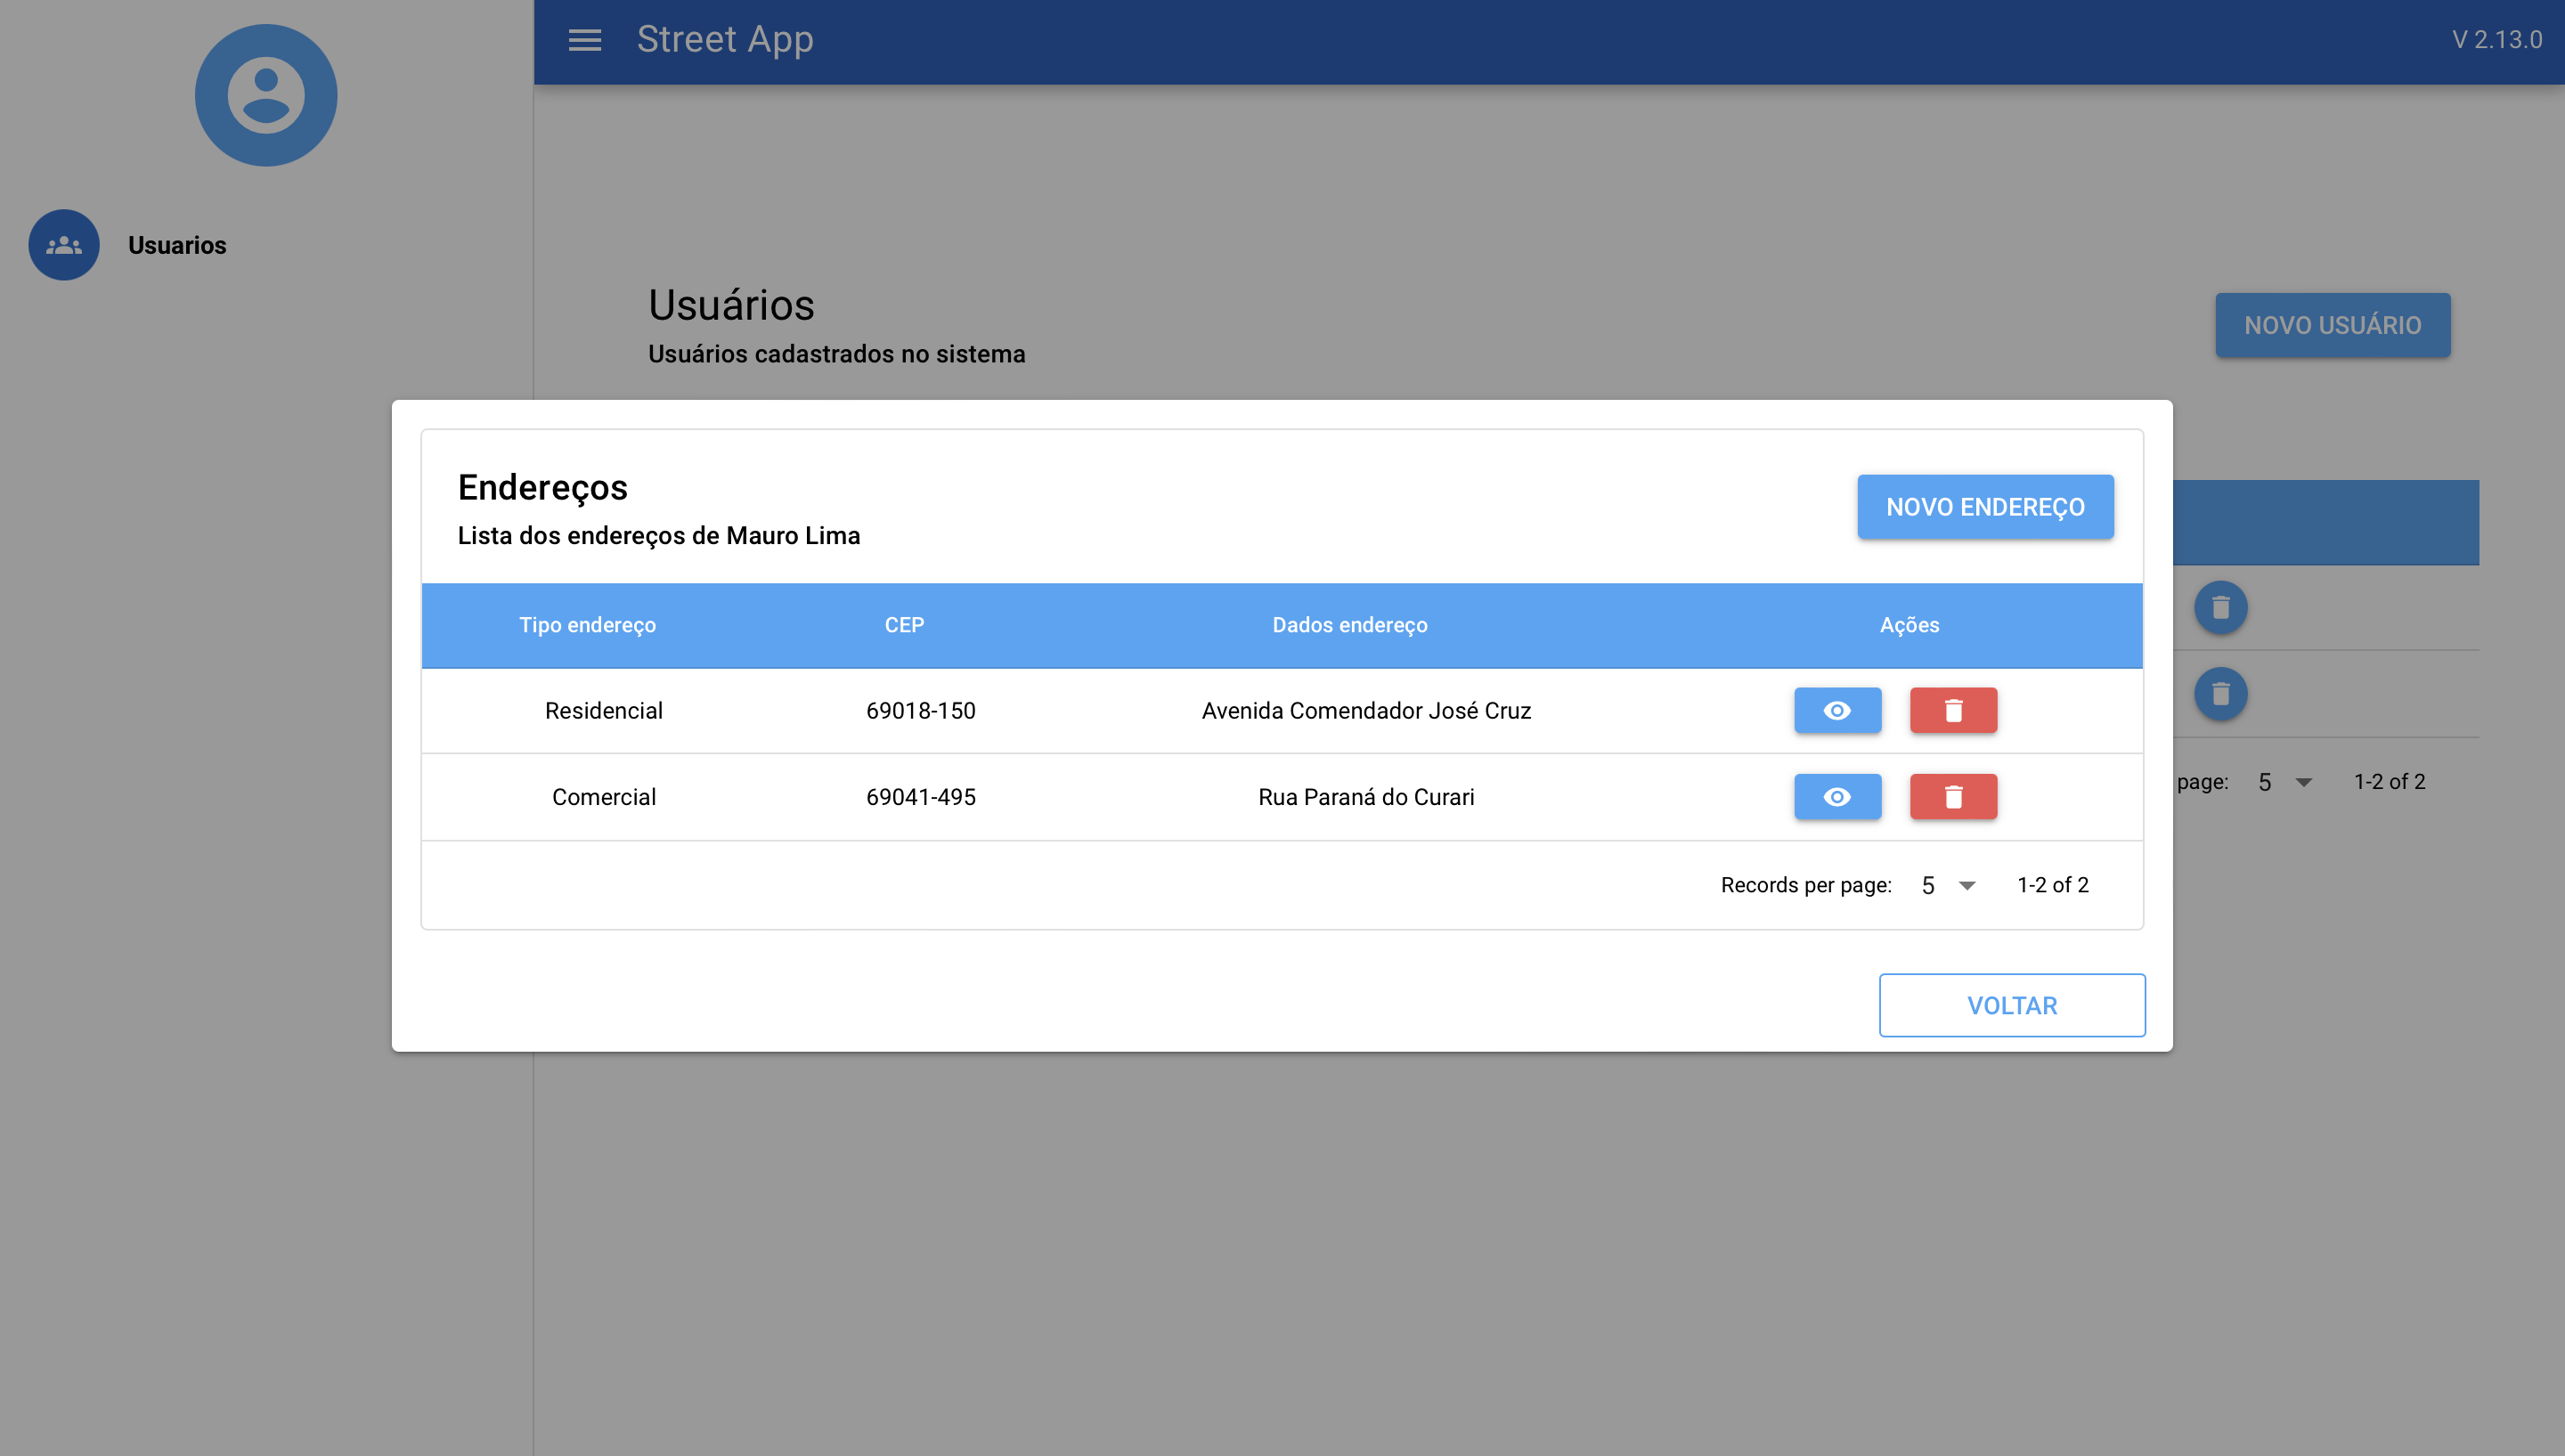 Street App
V 2.13.0
Usuarios
Usuários
Usuários cadastrados no sistema
NOVO USUÁRIO
Endereços
Lista dos endereços de Mauro Lima
NOVO ENDEREÇO
Tipo endereço CEP Dados endereço Ações
Residencial 69018-150 Avenida Comendador José Cruz
Comercial 69041-495 Rua Paraná do Curari
Records per page: 5 1-2 of 2
page: 5 1-2 of 2
VOLTAR